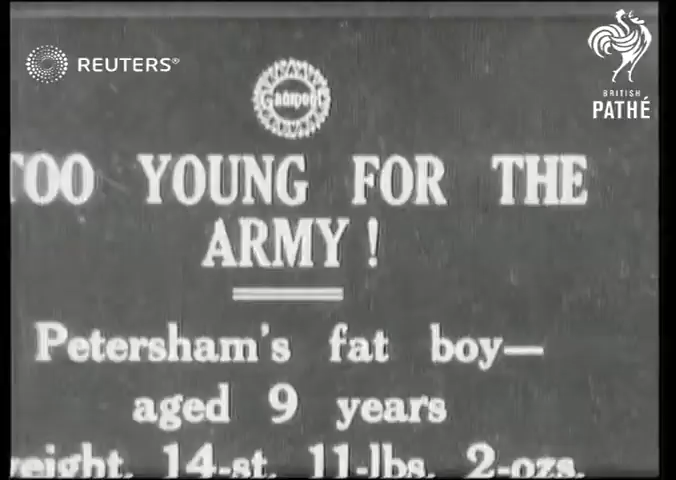 REUTERS®
BRITISH
PATHÉ
Gaumont
TOO YOUNG FOR THE
ARMY!
Petersham's fat boy—
aged 9 years
weight. 14-st. 11-lbs. 2-ozs.